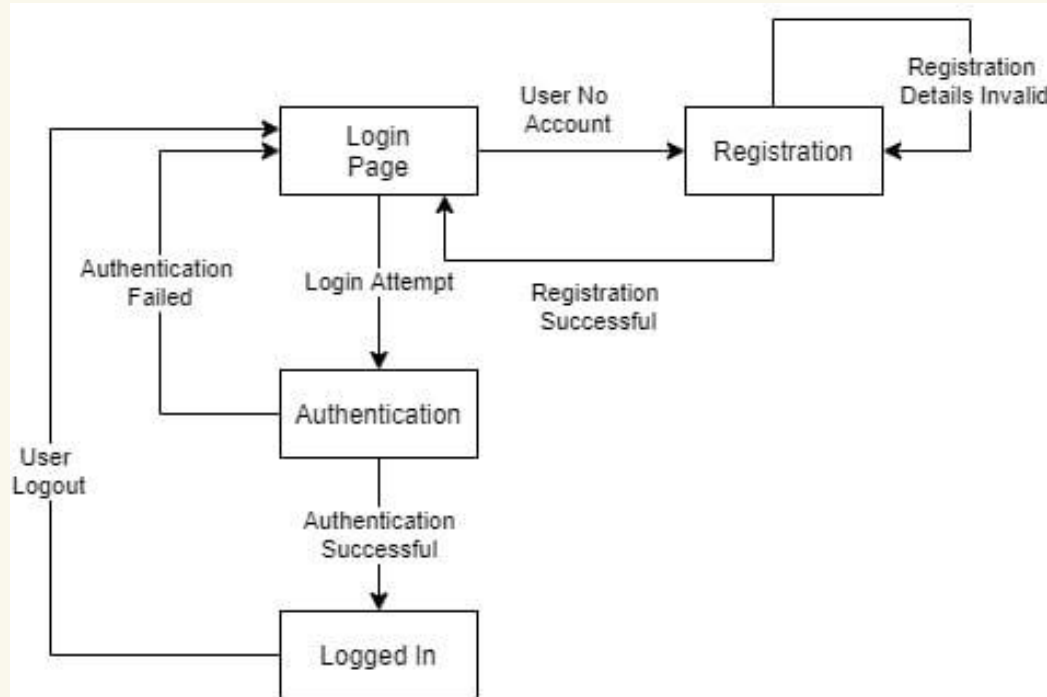 Registration
Details Invalid
User No
Account
Login
Page
Registration
Authentication
Failed
Login Attempt
Registration
Successful
Authentication
User
Logout
Authentication
Successful
Logged In